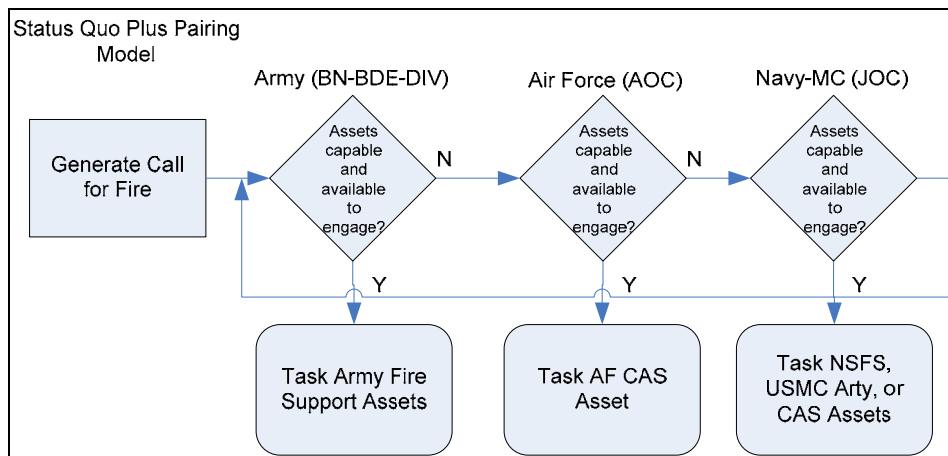 Status Quo Plus Pairing
Model
Army (BN-BDE-DIV)
Air Force (AOC)
Navy-MC (JOC)
Generate Call
for Fire
Assets
capable
and
available
to
engage?
N
Assets
capable
and
available
to
engage?
N
Assets
capable
and
available
to
engage?
Y
Y
Y
Task Army Fire
Support Assets
Task AF CAS
Asset
Task NSFS,
USMC Arty, or
CAS Assets